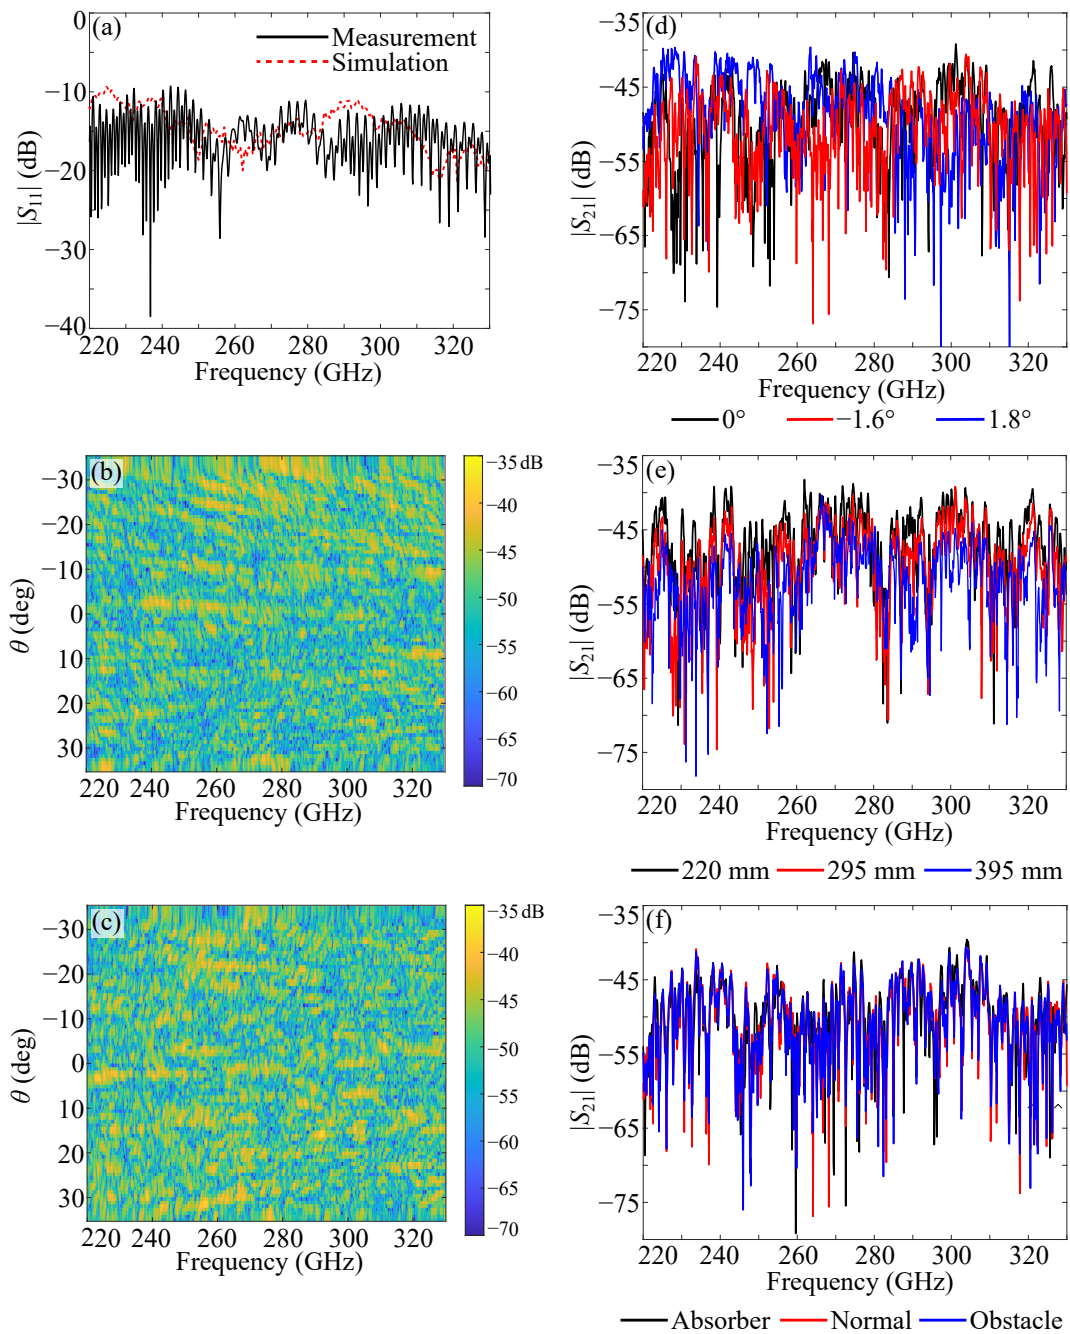 (a)
Measurement
Simulation
0
−10
−20
−30
−40
|S11| (dB)
220 240 260 280 300 320
Frequency (GHz)
(b)
−30
−20
−10
0
10
20
30
θ (deg)
220 240 260 280 300 320
Frequency (GHz)
−35 dB
−40
−45
−50
−55
−60
−65
−70
(c)
−30
−20
−10
0
10
20
30
θ (deg)
220 240 260 280 300 320
Frequency (GHz)
−35 dB
−40
−45
−50
−55
−60
−65
−70
(d)
−35
−45
−55
−65
−75
|S21| (dB)
220 240 260 280 300 320
Frequency (GHz)
0° −1.6° 1.8°
(e)
−35
−45
−55
−65
−75
|S21| (dB)
220 240 260 280 300 320
Frequency (GHz)
220 mm 295 mm 395 mm
(f)
−35
−45
−55
−65
−75
|S21| (dB)
220 240 260 280 300 320
Frequency (GHz)
Absorber Normal Obstacle